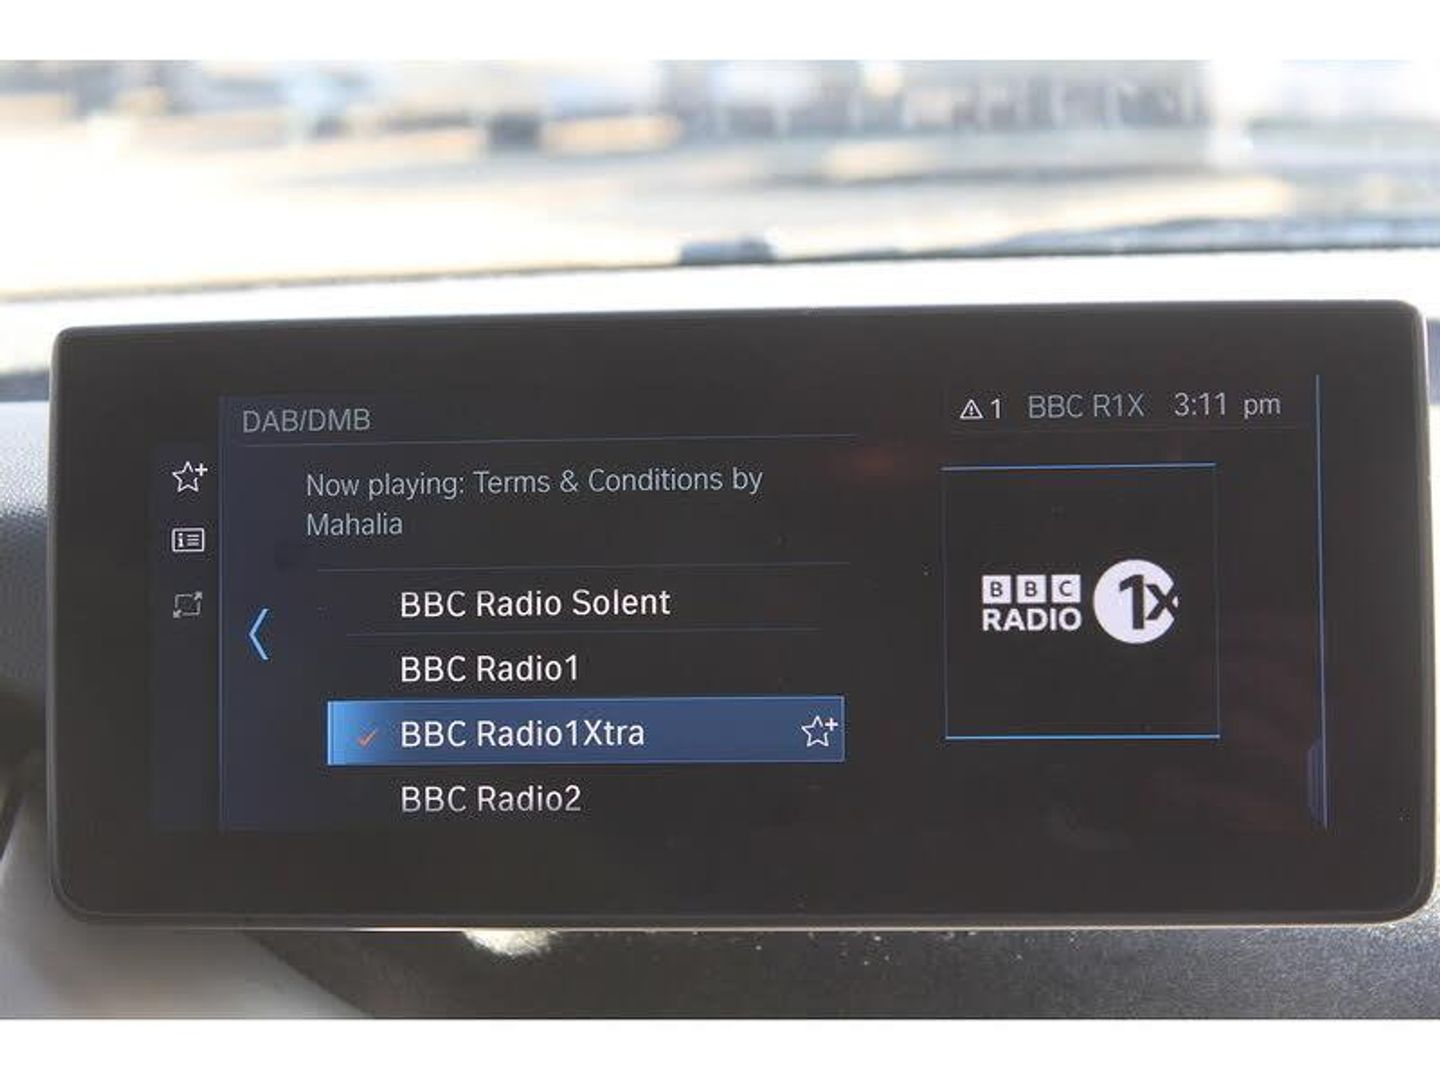 DAB/DMB
1 BBC R1X 3:11 pm
Now playing: Terms & Conditions by
Mahalia
BBC Radio Solent
BBC Radio1
BBC Radio1Xtra
BBC Radio2
BBC
RADIO 1X